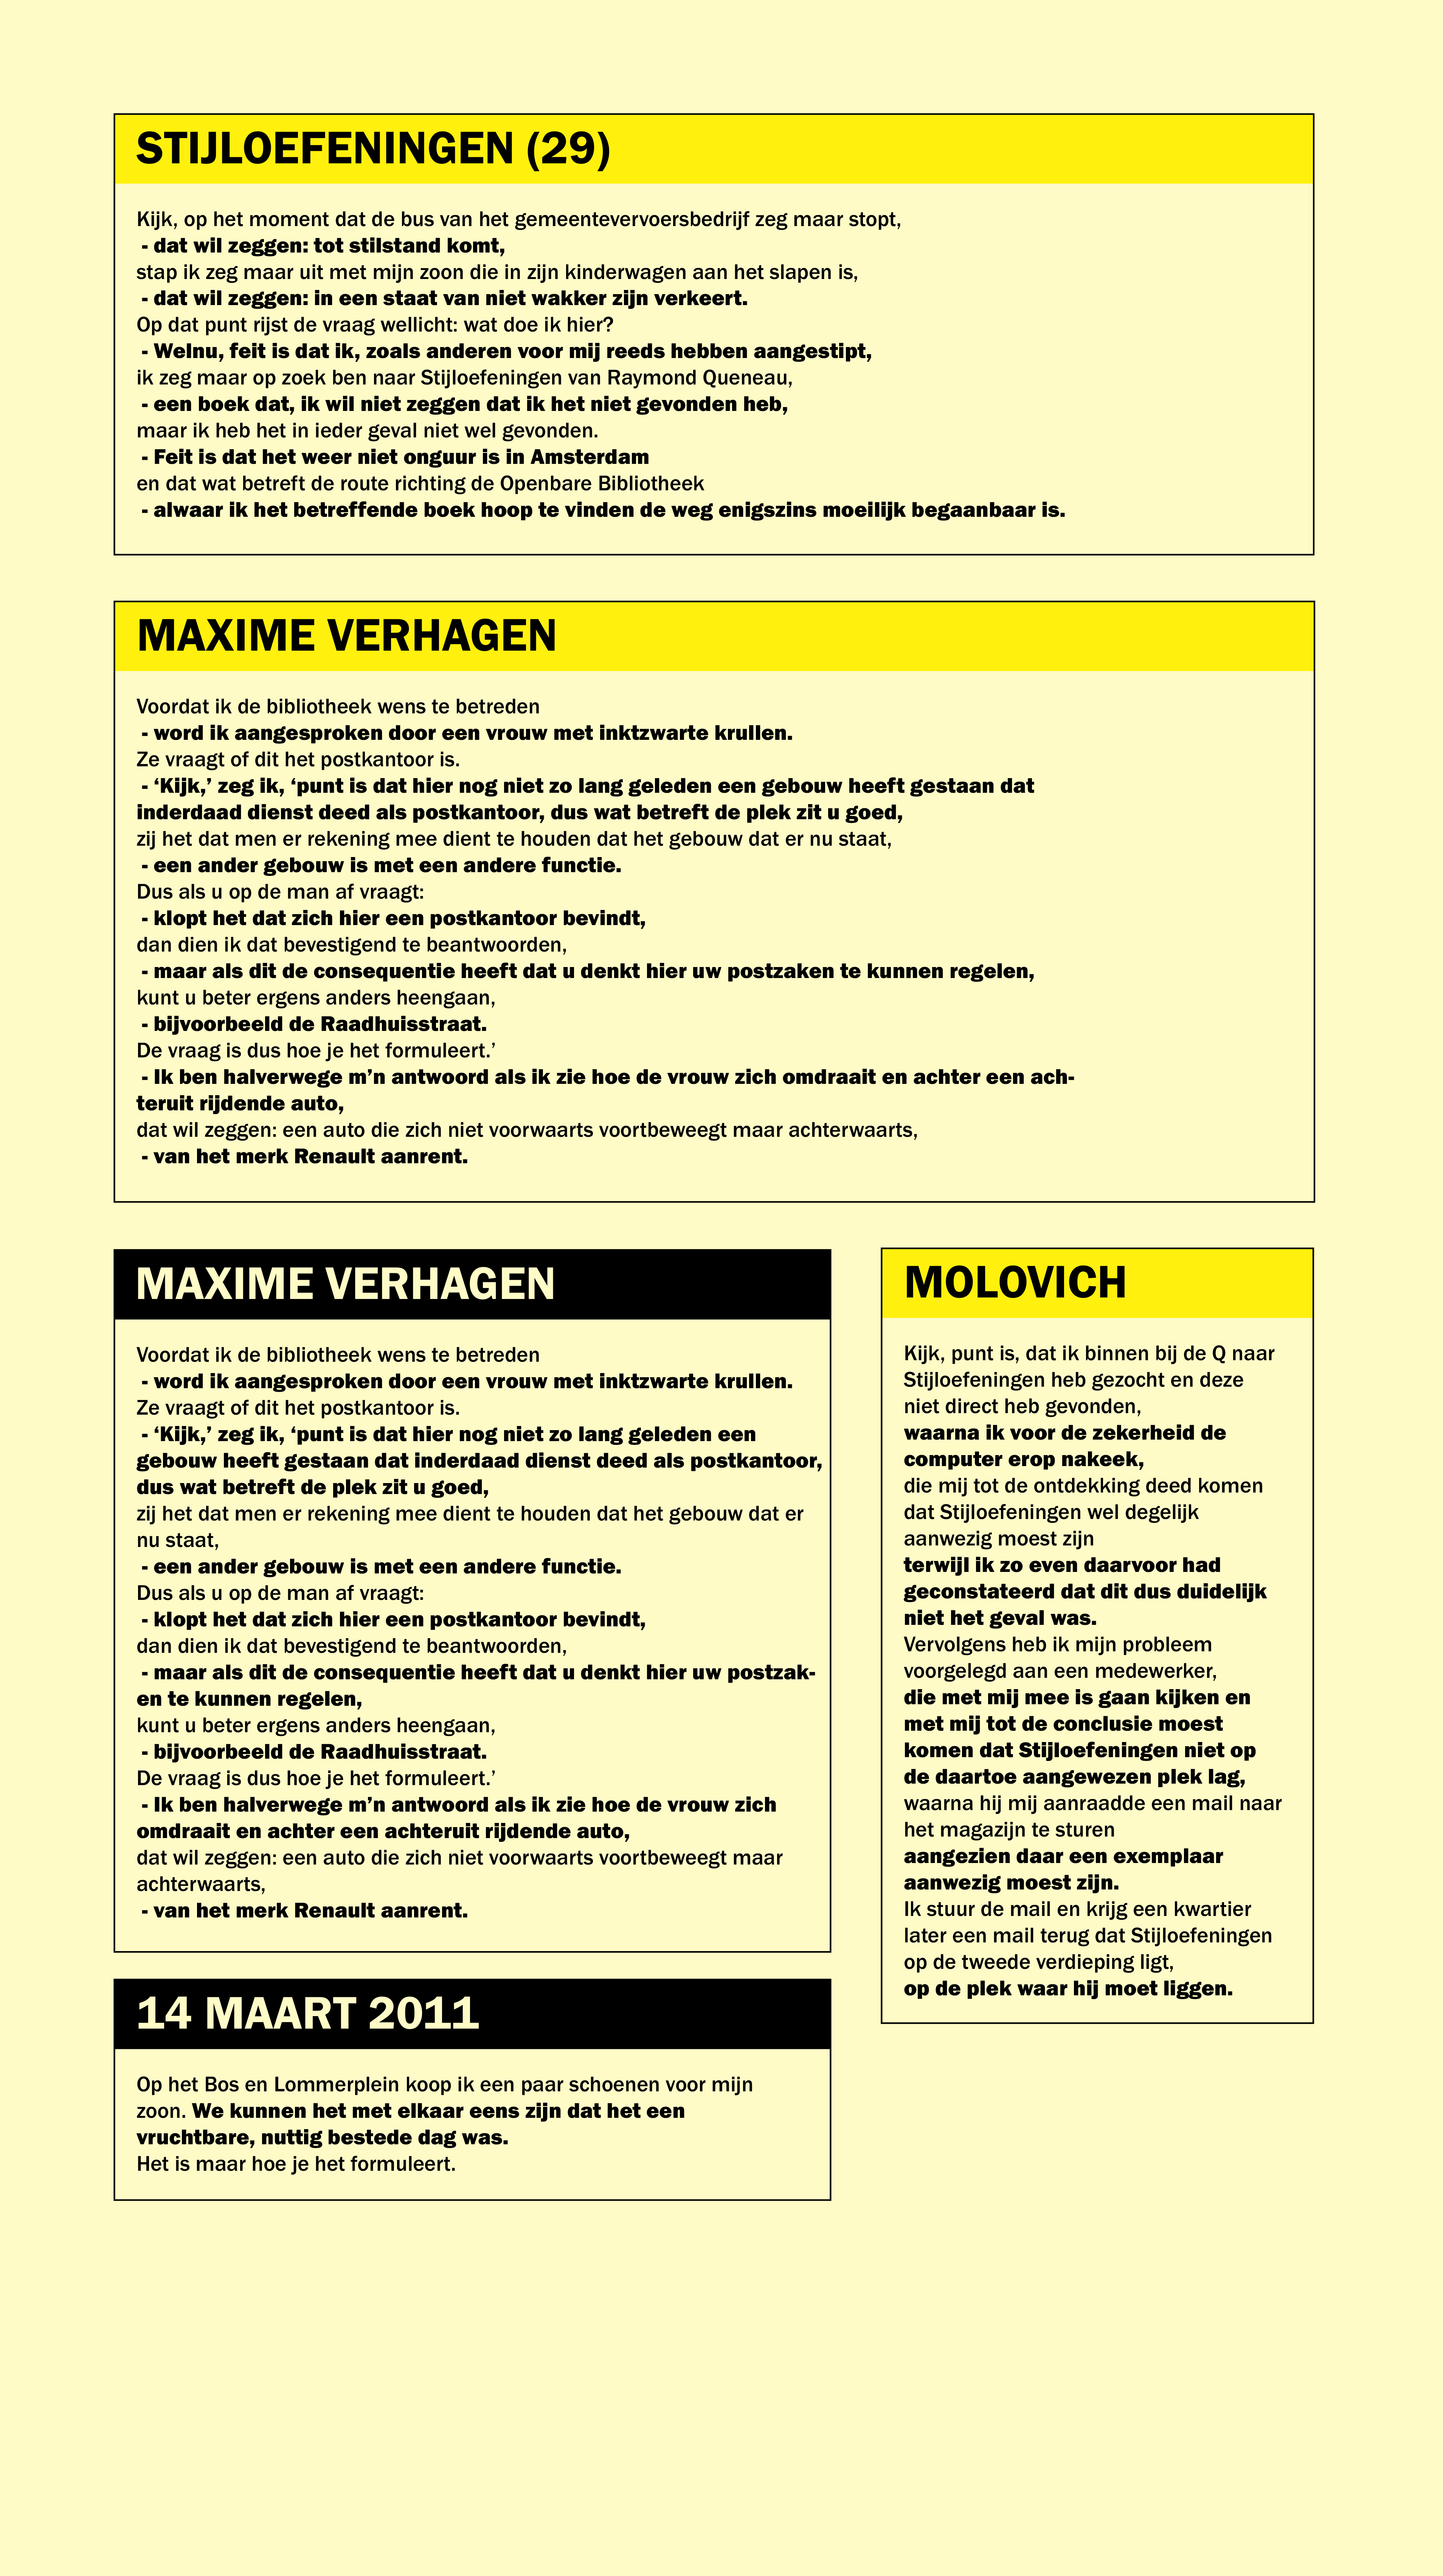 STIJLOEFENINGEN (29)
Kijk, op het moment dat de bus van het gemeentevervoersbedrijf zeg maar stopt,
- dat wil zeggen: tot stilstand komt,
stap ik zeg maar uit met mijn zoon die in zijn kinderwagen aan het slapen is,
- dat wil zeggen: in een staat van niet wakker zijn verkeert.
Op dat punt rijst de vraag wellicht: wat doe ik hier?
- Welnu, feit is dat ik, zoals anderen voor mij reeds hebben aangestipt,
ik zeg maar op zoek ben naar Stijloefeningen van Raymond Queneau,
- een boek dat, ik wil niet zeggen dat ik het niet gevonden heb,
maar ik heb het in ieder geval niet wel gevonden.
- Feit is dat het weer niet onguur is in Amsterdam
en dat wat betreft de route richting de Openbare Bibliotheek
- alwaar ik het betreffende boek hoop te vinden de weg enigszins moeilijk begaanbaar is.
MAXIME VERHAGEN
Voordat ik de bibliotheek wens te betreden
- word ik aangesproken door een vrouw met inktzwarte krullen.
Ze vraagt of dit het postkantoor is.
- ‘Kijk,’ zeg ik, ‘punt is dat hier nog niet zo lang geleden een gebouw heeft gestaan dat
inderdaad dienst deed als postkantoor, dus wat betreft de plek zit u goed,
zij het dat men er rekening mee dient te houden dat het gebouw dat er nu staat,
- een ander gebouw is met een andere functie.
Dus als u op de man af vraagt:
- klopt het dat zich hier een postkantoor bevindt,
dan dien ik dat bevestigend te beantwoorden,
- maar als dit de consequentie heeft dat u denkt hier uw postzaken te kunnen regelen,
kunt u beter ergens anders heengaan,
- bijvoorbeeld de Raadhuisstraat.
De vraag is dus hoe je het formuleert.’
- Ik ben halverwege m’n antwoord als ik zie hoe de vrouw zich omdraait en achter een ach-
teruit rijdende auto,
dat wil zeggen: een auto die zich niet voorwaarts voortbeweegt maar achterwaarts,
- van het merk Renault aanrent.
MAXIME VERHAGEN
Voordat ik de bibliotheek wens te betreden
- word ik aangesproken door een vrouw met inktzwarte krullen.
Ze vraagt of dit het postkantoor is.
- ‘Kijk,’ zeg ik, ‘punt is dat hier nog niet zo lang geleden een
gebouw heeft gestaan dat inderdaad dienst deed als postkantoor,
dus wat betreft de plek zit u goed,
zij het dat men er rekening mee dient te houden dat het gebouw dat er
nu staat,
- een ander gebouw is met een andere functie.
Dus als u op de man af vraagt:
- klopt het dat zich hier een postkantoor bevindt,
dan dien ik dat bevestigend te beantwoorden,
- maar als dit de consequentie heeft dat u denkt hier uw postzak-
en te kunnen regelen,
kunt u beter ergens anders heengaan,
- bijvoorbeeld de Raadhuisstraat.
De vraag is dus hoe je het formuleert.’
- Ik ben halverwege m’n antwoord als ik zie hoe de vrouw zich
omdraait en achter een achteruit rijdende auto,
dat wil zeggen: een auto die zich niet voorwaarts voortbeweegt maar
achterwaarts,
- van het merk Renault aanrent.
14 MAART 2011
Op het Bos en Lommerplein koop ik een paar schoenen voor mijn
zoon. We kunnen het met elkaar eens zijn dat het een
vruchtbare, nuttig bestede dag was.
Het is maar hoe je het formuleert.
MOLOVICH
Kijk, punt is, dat ik binnen bij de Q naar
Stijloefeningen heb gezocht en deze
niet direct heb gevonden,
waarna ik voor de zekerheid de
computer erop nakeek,
die mij tot de ontdekking deed komen
dat Stijloefeningen wel degelijk
aanwezig moest zijn
terwijl ik zo even daarvoor had
geconstateerd dat dit dus duidelijk
niet het geval was.
Vervolgens heb ik mijn probleem
voorgelegd aan een medewerker,
die met mij mee is gaan kijken en
met mij tot de conclusie moest
komen dat Stijloefeningen niet op
de daartoe aangewezen plek lag,
waarna hij mij aanraadde een mail naar
het magazijn te sturen
aangezien daar een exemplaar
aanwezig moest zijn.
Ik stuur de mail en krijg een kwartier
later een mail terug dat Stijloefeningen
op de tweede verdieping ligt,
op de plek waar hij moet liggen.